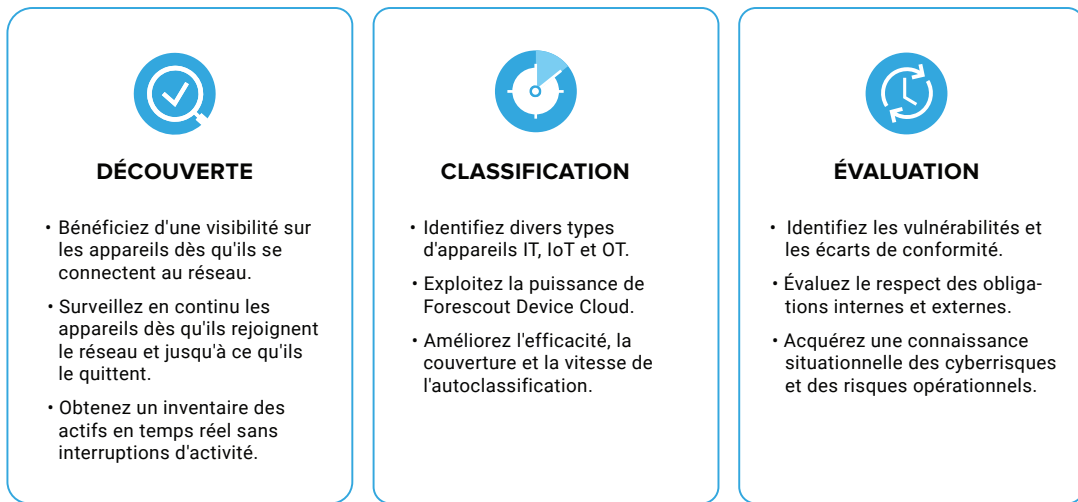 DÉCOUVERTE
• Bénéficiez d'une visibilité sur
les appareils dès qu'ils se
connectent au réseau.
• Surveillez en continu les
appareils dès qu'ils rejoignent
le réseau et jusqu'à ce qu'ils
le quittent.
• Obtenez un inventaire des
actifs en temps réel sans
interruptions d'activité.
CLASSIFICATION
• Identifiez divers types
d'appareils IT, IoT et OT.
• Exploitez la puissance de
Forescout Device Cloud.
• Améliorez l'efficacité, la
couverture et la vitesse de
l'autoclassification.
ÉVALUATION
• Identifiez les vulnérabilités et
les écarts de conformité.
• Évaluez le respect des obliga-
tions internes et externes.
• Acquérez une connaissance
situationnelle des cyberrisques
et des risques opérationnels.